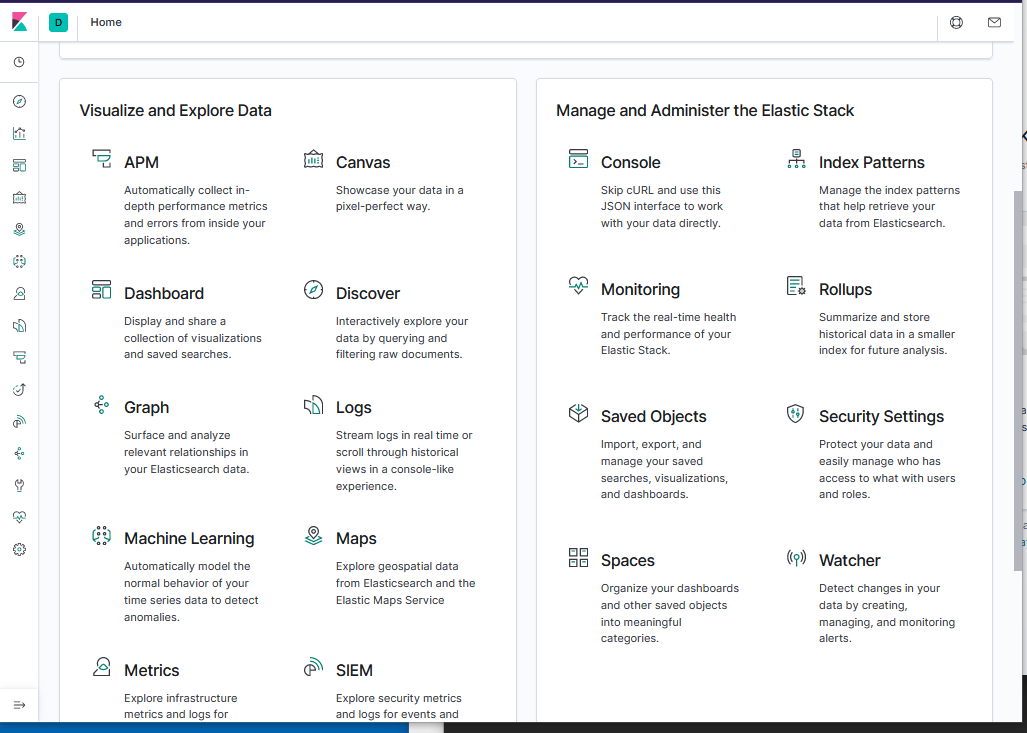 D
Home
Visualize and Explore Data
APM
Automatically collect in-
depth performance metrics
and errors from inside your
applications.
Canvas
Showcase your data in a
pixel-perfect way.
Dashboard
Display and share a
collection of visualizations
and saved searches.
Discover
Interactively explore your
data by querying and
filtering raw documents.
Graph
Surface and analyze
relevant relationships in
your Elasticsearch data.
Logs
Stream logs in real time or
scroll through historical
views in a console-like
experience.
Machine Learning
Automatically model the
normal behavior of your
time series data to detect
anomalies.
Maps
Explore geospatial data
from Elasticsearch and the
Elastic Maps Service
Metrics
Explore infrastructure
metrics and logs for
SIEM
Explore security metrics
and logs for events and
Manage and Administer the Elastic Stack
Console
Skip cURL and use this
JSON interface to work
with your data directly.
Index Patterns
Manage the index patterns
that help retrieve your
data from Elasticsearch.
Monitoring
Track the real-time health
and performance of your
Elastic Stack.
Rollups
Summarize and store
historical data in a smaller
index for future analysis.
Saved Objects
Import, export, and
manage your saved
searches, visualizations,
and dashboards.
Security Settings
Protect your data and
easily manage who has
access to what with users
and roles.
Spaces
Organize your dashboards
and other saved objects
into meaningful
categories.
Watcher
Detect changes in your
data by creating,
managing, and monitoring
alerts.